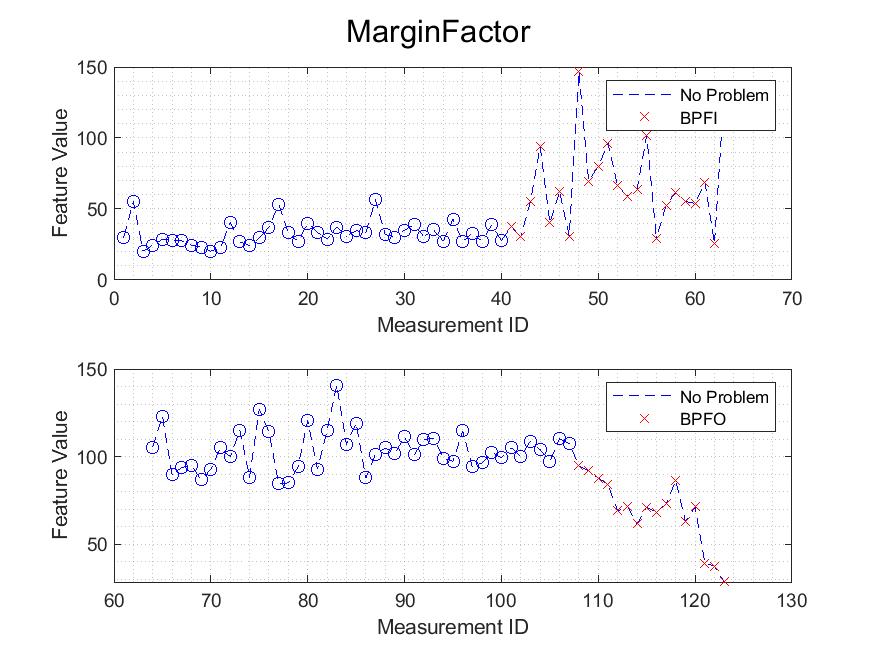 MarginFactor
150
100
50
0
Feature Value
No Problem
BPFI
0 10 20 30 40 50 60 70
Measurement ID
150
100
50
Feature Value
No Problem
BPFO
60 70 80 90 100 110 120 130
Measurement ID